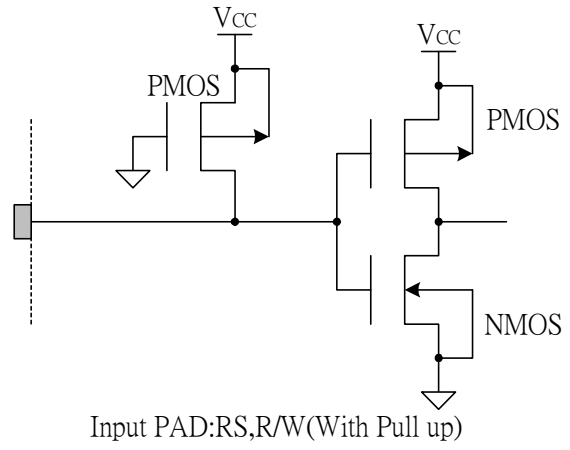 VCC
VCC
PMOS
PMOS
NMOS
Input PAD:RS,R/W(With Pull up)